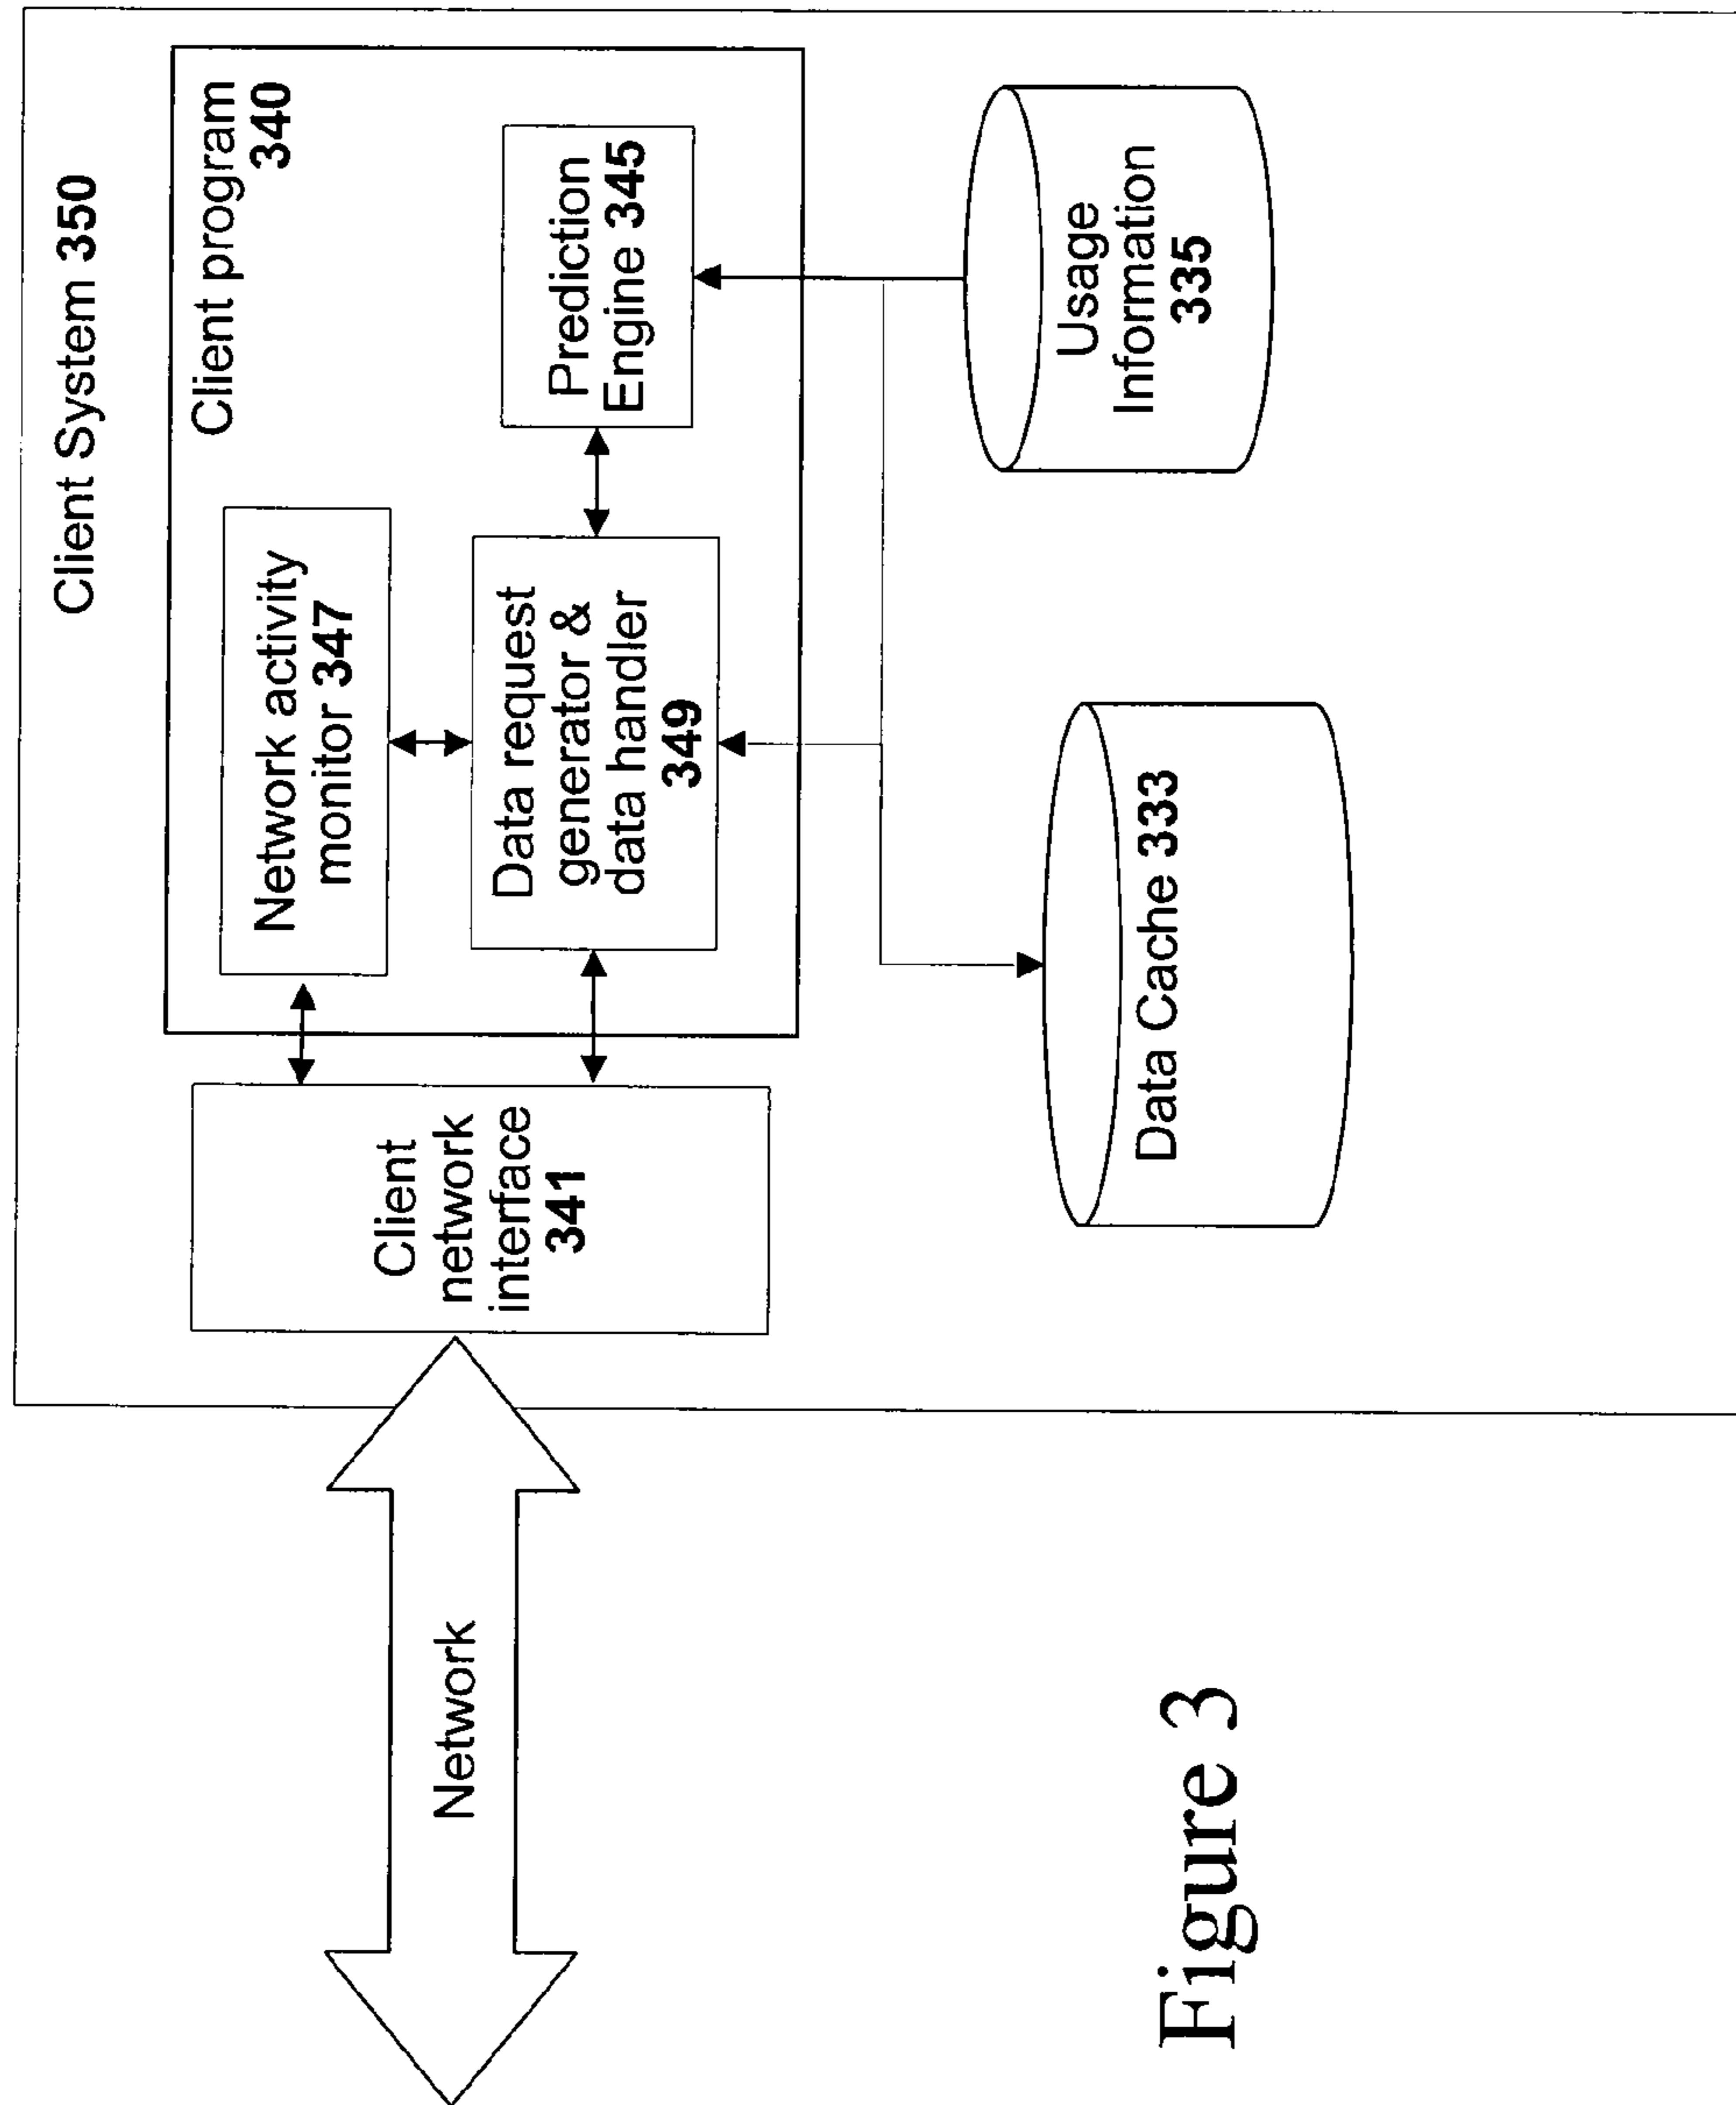 Client System 350
Client program
340
Network activity
monitor 347
Data request
generator &
data handler
349
Prediction
Engine 345
Client
network
interface
341
Network
Data Cache 333
Usage
Information
335
Figure 3